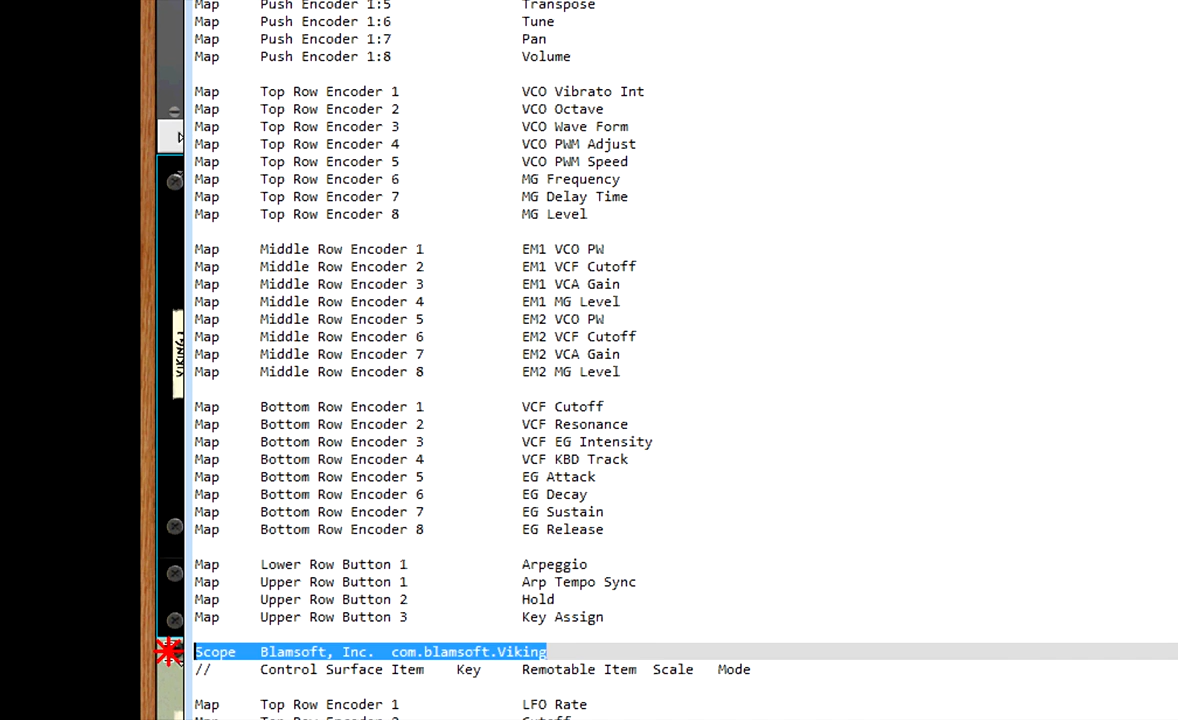 Map Push Encoder 1:5 Transpose
Map Push Encoder 1:6 Tune
Map Push Encoder 1:7 Pan
Map Push Encoder 1:8 Volume
Map Top Row Encoder 1 VCO Vibrato Int
Map Top Row Encoder 2 VCO Octave
Map Top Row Encoder 3 VCO Wave Form
Map Top Row Encoder 4 VCO PWM Adjust
Map Top Row Encoder 5 VCO PWM Speed
Map Top Row Encoder 6 MG Frequency
Map Top Row Encoder 7 MG Delay Time
Map Top Row Encoder 8 MG Level
Map Middle Row Encoder 1 EM1 VCO PW
Map Middle Row Encoder 2 EM1 VCF Cutoff
Map Middle Row Encoder 3 EM1 VCA Gain
Map Middle Row Encoder 4 EM1 MG Level
Map Middle Row Encoder 5 EM2 VCO PW
Map Middle Row Encoder 6 EM2 VCF Cutoff
Map Middle Row Encoder 7 EM2 VCA Gain
Map Middle Row Encoder 8 EM2 MG Level
Map Bottom Row Encoder 1 VCF Cutoff
Map Bottom Row Encoder 2 VCF Resonance
Map Bottom Row Encoder 3 VCF EG Intensity
Map Bottom Row Encoder 4 VCF KBD Track
Map Bottom Row Encoder 5 EG Attack
Map Bottom Row Encoder 6 EG Decay
Map Bottom Row Encoder 7 EG Sustain
Map Bottom Row Encoder 8 EG Release
Map Lower Row Button 1 Arpeggio
Map Upper Row Button 1 Arp Tempo Sync
Map Upper Row Button 2 Hold
Map Upper Row Button 3 Key Assign
Scope Blamsoft, Inc. com.blamsoft.Viking
// Control Surface Item Key Remotable Item Scale Mode
Map Top Row Encoder 1 LFO Rate